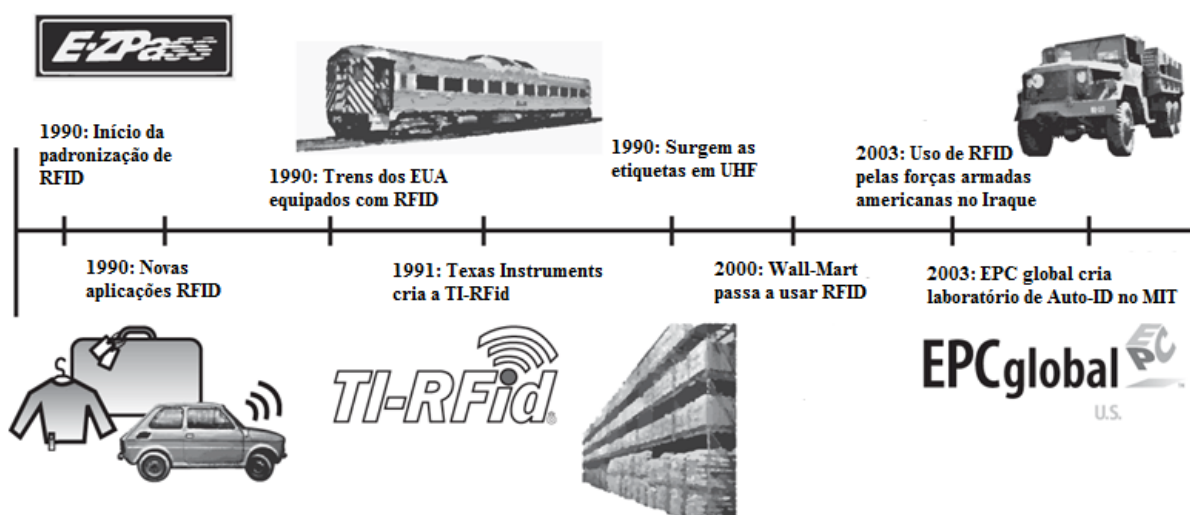 E-ZPass
1990: Início da
padronização de
RFID
1990: Trens dos EUA
equipados com RFID
1990: Surgem as
etiquetas em UHF
2003: Uso de RFID
pelas forças armadas
americanas no Iraque
1990: Novas
aplicações RFID
1991: Texas Instruments
cria a TI-RFid
2000: Wall-Mart
passa a usar RFID
2003: EPC global cria
laboratório de Auto-ID no MIT
TI-RFid
EPCglobal
EPC
U.S.